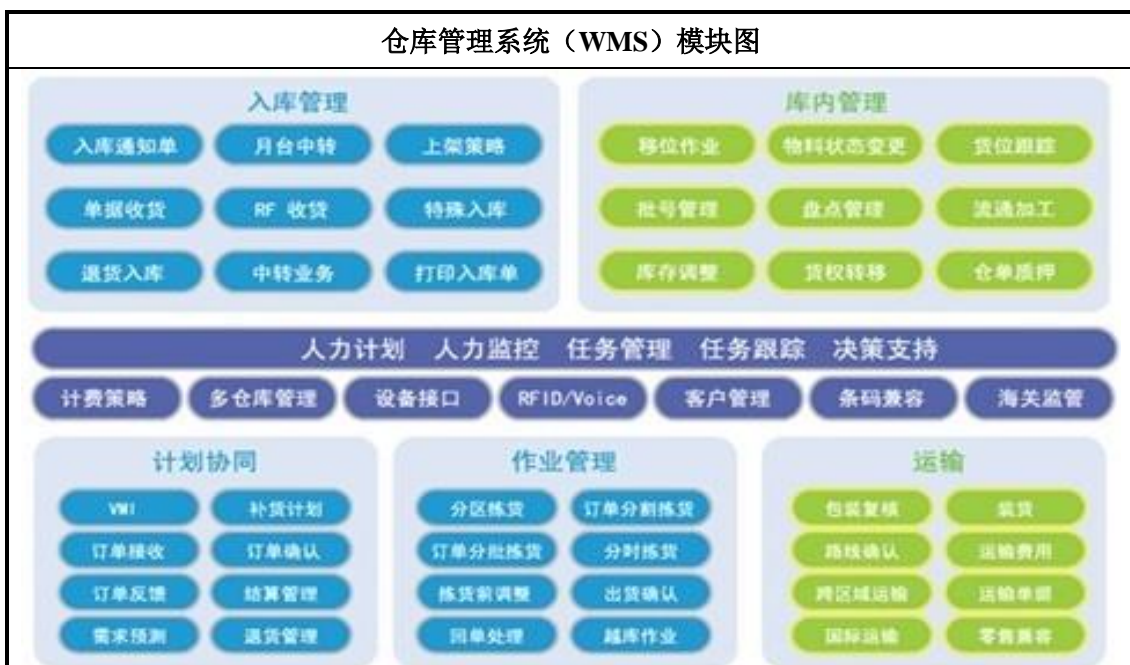 仓库管理系统（WMS）模块图
入库管理
入库通知单 月台中转 上架策略
单据收货 RF 收货 特殊入库
退货入库 中转业务 打印入库单
库内管理
移位作业 物料状态变更 货位跟踪
批号管理 盘点管理 流通加工
库存调整 货权转移 仓单质押
人力计划 人力监控 任务管理 任务跟踪 决策支持
计费策略 多仓库管理 设备接口 RFID/Voice 客户管理 条码兼容 海关监管
计划协同
VMI 补货计划
订单接收 订单确认
订单反馈 结算管理
需求预测 退货管理
作业管理
分区拣货 订单分割拣货
订单分批拣货 分时拣货
拣货前调整 出货确认
回单处理 越库作业
运输
包装复核 装货
路线确认 运输费用
跨区域运输 运输单跟
国际运输 零售兼容